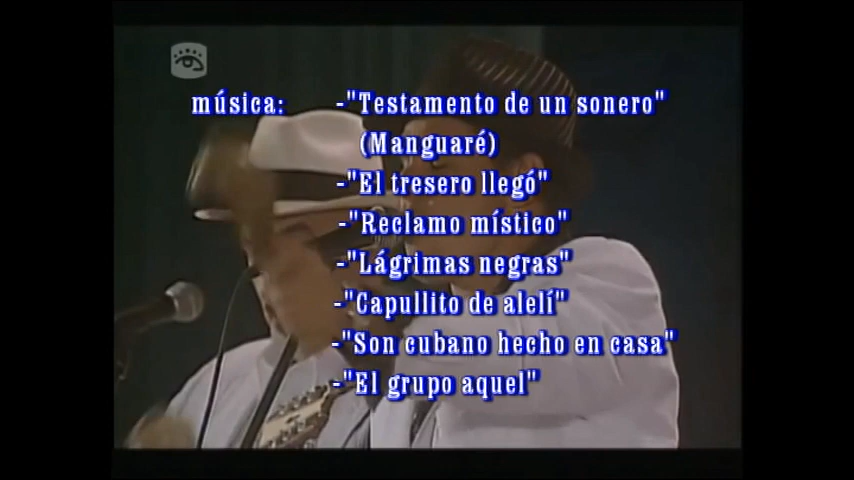 música: -"Testamento de un sonero"
(Manguaré)
-"El tresero llegó"
-"Reclamo místico"
-"Lágrimas negras"
-"Capullito de alelí"
-"Son cubano hecho en casa"
-"El grupo aquel"